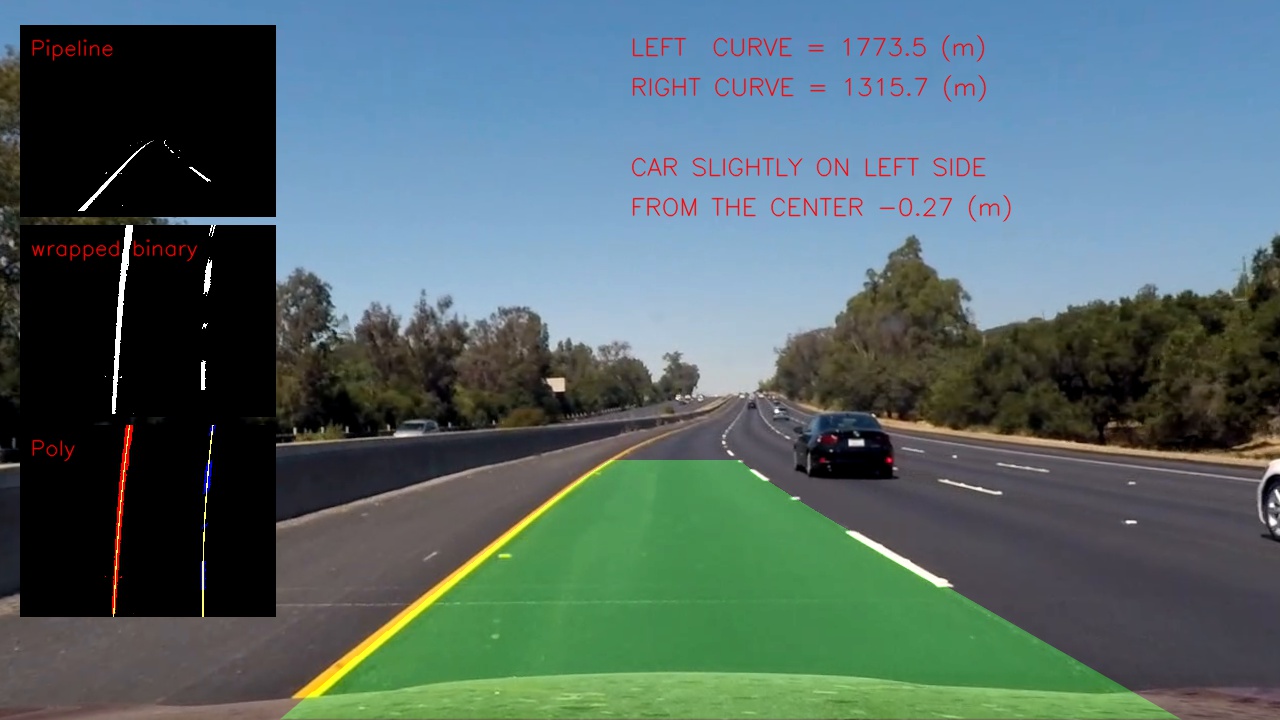 Pipeline
wrapped binary
Poly
LEFT CURVE = 1773.5 (m)
RIGHT CURVE = 1315.7 (m)
CAR SLIGHTLY ON LEFT SIDE
FROM THE CENTER -0.27 (m)